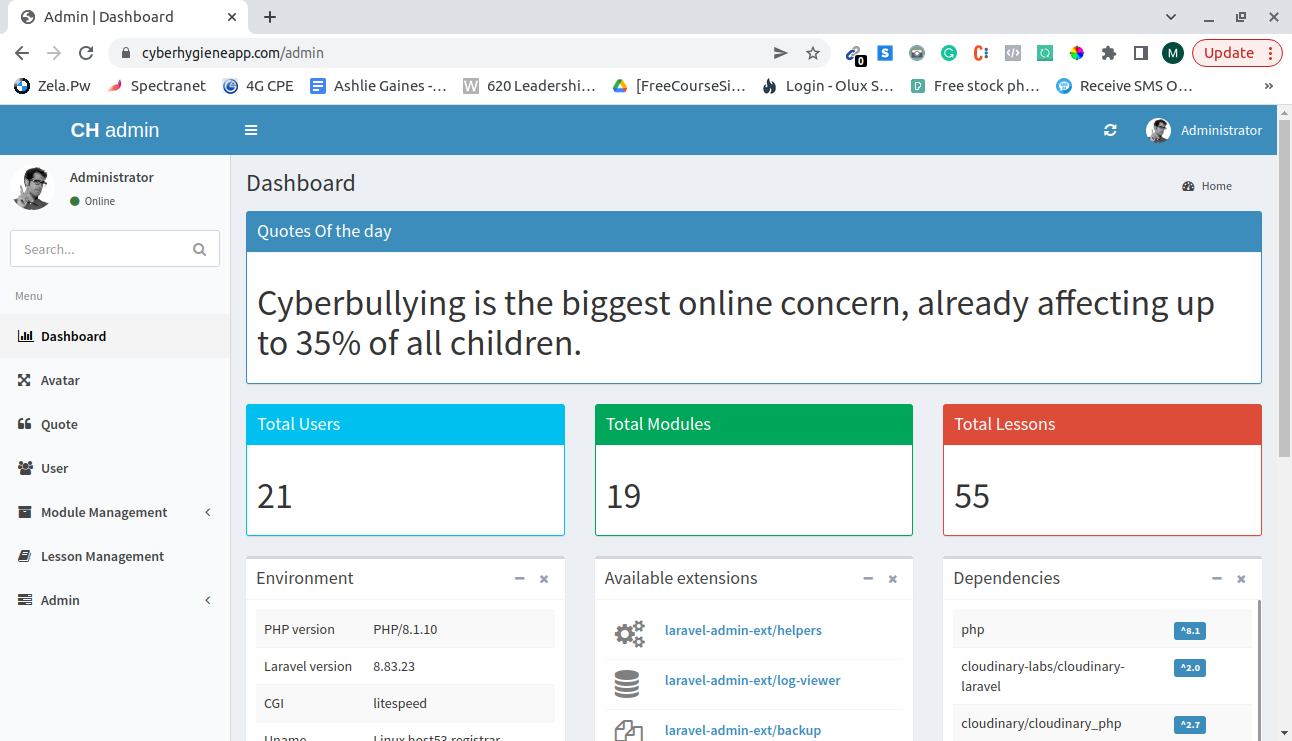 Admin | Dashboard
cyberhygieneapp.com/admin
0
M
Update
Zela.Pw
Spectranet
4G CPE
Ashlie Gaines -...
620 Leadershi...
[FreeCourseSi...
Login - Olux S...
Free stock ph...
Receive SMS O...
»
CH admin
Administrator
Administrator
Online
Search...
Menu
Dashboard
Avatar
Quote
User
Module Management
Lesson Management
Admin
Dashboard
Home
Quotes Of the day
Cyberbullying is the biggest online concern, already affecting up
to 35% of all children.
Total Users
21
Total Modules
19
Total Lessons
55
Environment
PHP version PHP/8.1.10
Laravel version 8.83.23
CGI litespeed
Uname Linux host53.registrar
Available extensions
laravel-admin-ext/helpers
laravel-admin-ext/log-viewer
laravel-admin-ext/backup
Dependencies
php ^8.1
cloudinary-labs/cloudinary-
laravel ^2.0
cloudinary/cloudinary_php ^2.7